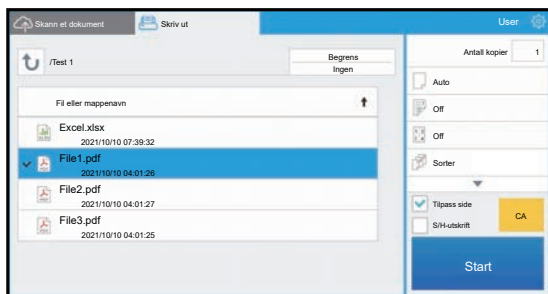 Skann et dokument
Skriv ut
User
/Test 1
Begrens
Ingen
Fil eller mappenavn
Excel.xlsx
2021/10/10 07:39:32
File1.pdf
2021/10/10 04:01:26
File2.pdf
2021/10/10 04:01:27
File3.pdf
2021/10/10 04:01:25
Antall kopier 1
Auto
Off
Off
Sorter
Tilpass side
S/H-utskrift
CA
Start